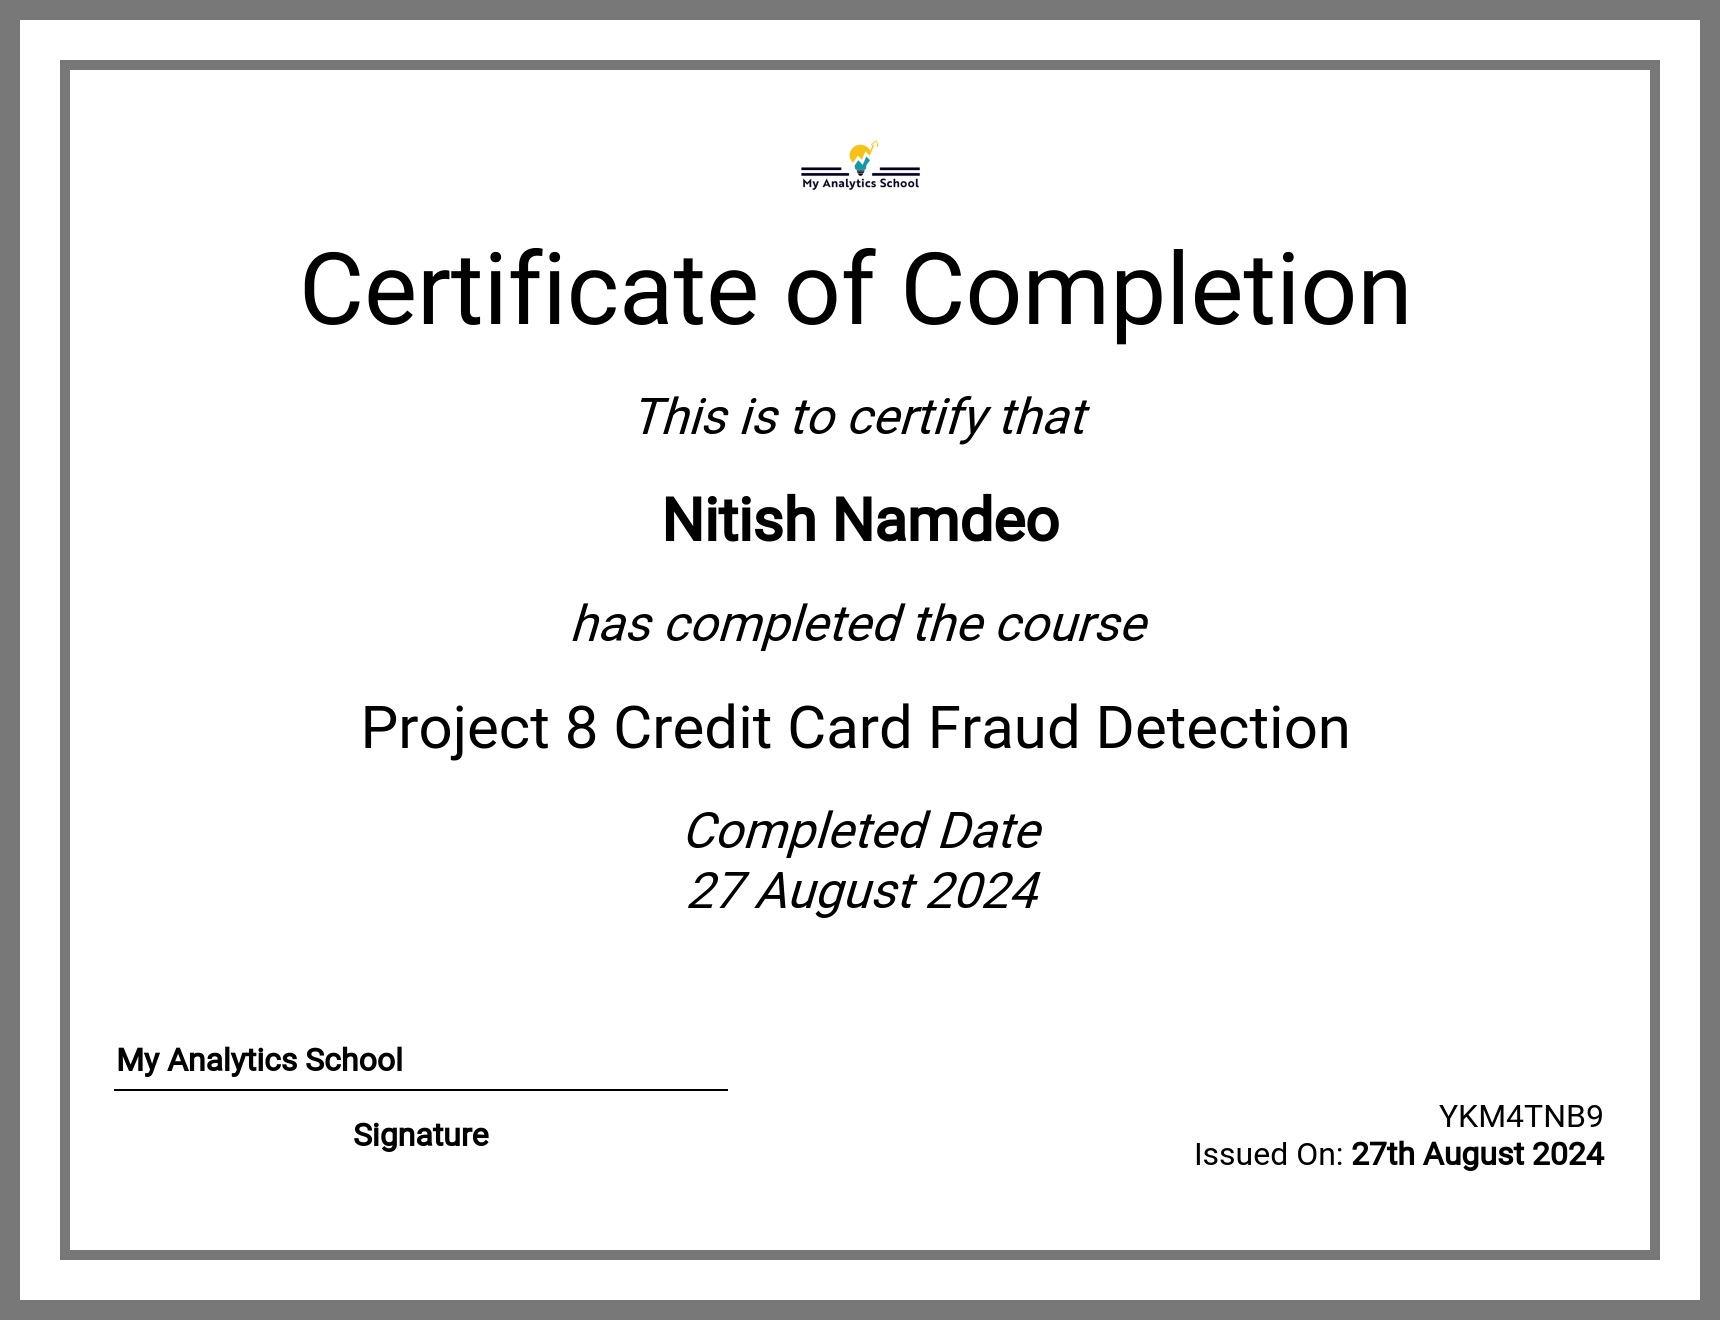 My Analytics School
Certificate of Completion
This is to certify that
Nitish Namdeo
has completed the course
Project 8 Credit Card Fraud Detection
Completed Date
27 August 2024
My Analytics School
Signature
YKM4TNB9
Issued On: 27th August 2024